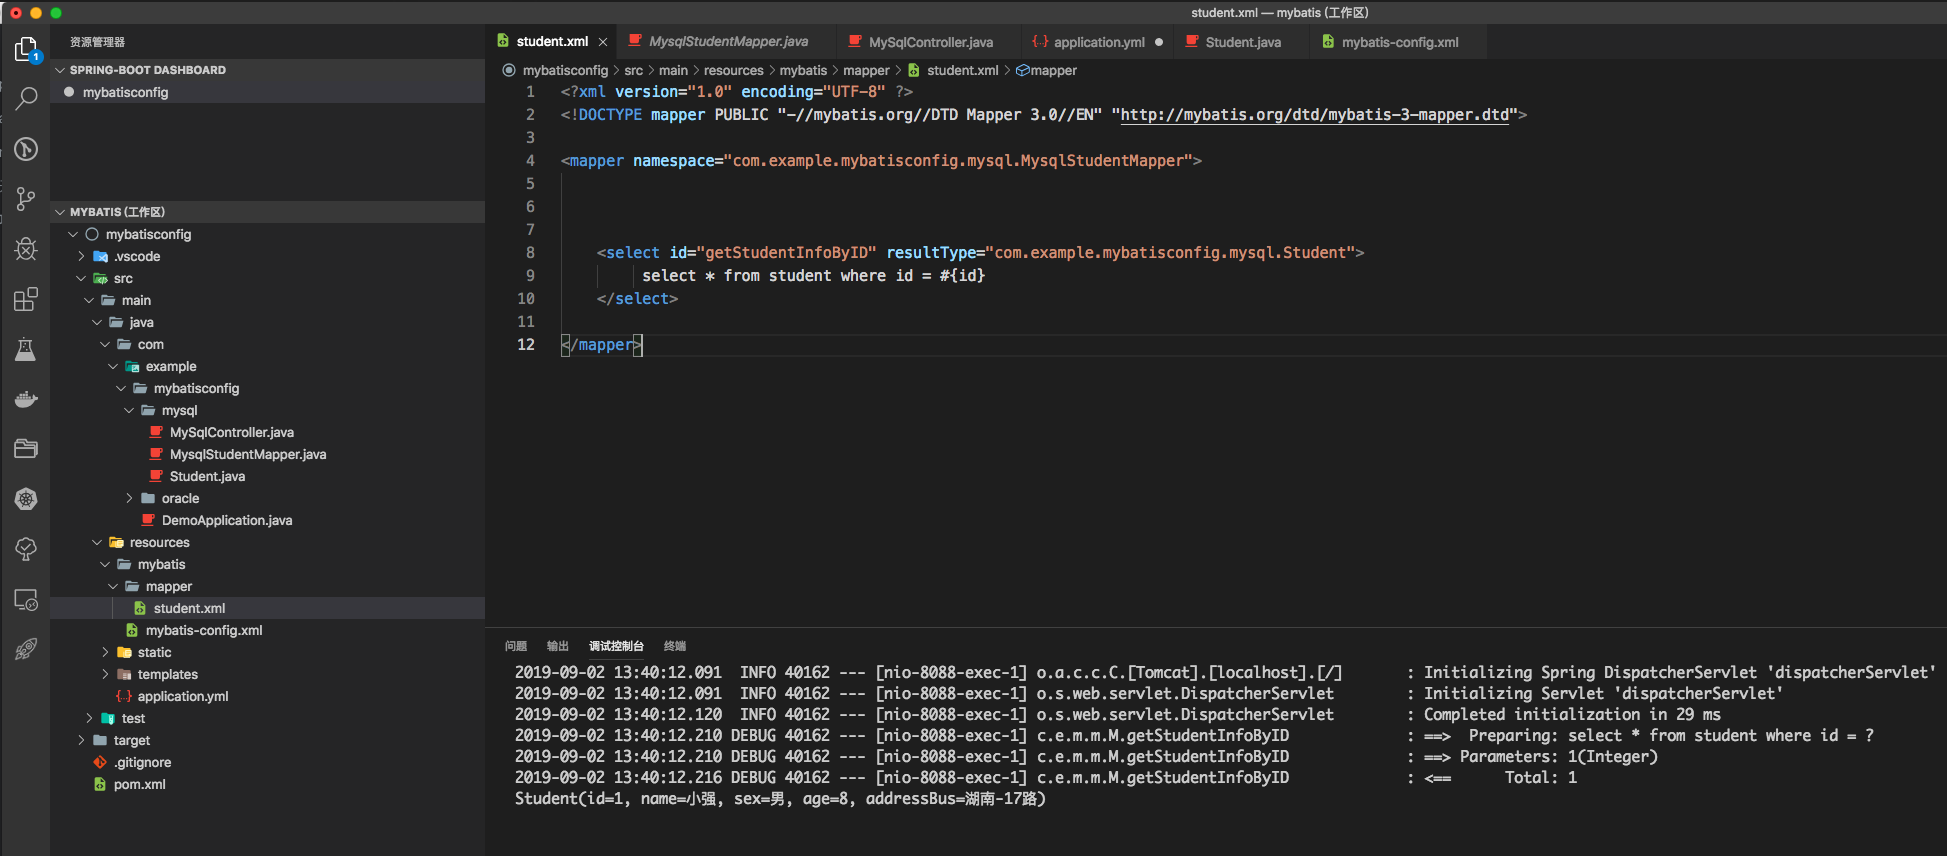 student.xml — mybatis (工作区)
资源管理器
1
SPRING-BOOT DASHBOARD
mybatisconfig
MYBATIS (工作区)
mybatisconfig
.vscode
src
main
java
com
example
mybatisconfig
mysql
MySqlController.java
MysqlStudentMapper.java
Student.java
oracle
DemoApplication.java
resources
mybatis
mapper
student.xml
mybatis-config.xml
static
templates
application.yml
test
target
.gitignore
pom.xml
student.xml MysqlStudentMapper.java MySqlController.java application.yml Student.java mybatis-config.xml
mybatisconfig > src > main > resources > mybatis > mapper > student.xml > mapper
1 <?xml version="1.0" encoding="UTF-8" ?>
2 <!DOCTYPE mapper PUBLIC "-//mybatis.org//DTD Mapper 3.0//EN" "http://mybatis.org/dtd/mybatis-3-mapper.dtd">
3
4 <mapper namespace="com.example.mybatisconfig.mysql.MysqlStudentMapper">
5
6
7
8 <select id="getStudentInfoByID" resultType="com.example.mybatisconfig.mysql.Student">
9 select * from student where id = #{id}
10 </select>
11
12 </mapper>
问题 输出 调试控制台 终端
2019-09-02 13:40:12.091 INFO 40162 --- [nio-8088-exec-1] o.a.c.c.C.[Tomcat].[localhost].[/] : Initializing Spring DispatcherServlet 'dispatcherServlet'
2019-09-02 13:40:12.091 INFO 40162 --- [nio-8088-exec-1] o.s.web.servlet.DispatcherServlet : Initializing Servlet 'dispatcherServlet'
2019-09-02 13:40:12.120 INFO 40162 --- [nio-8088-exec-1] o.s.web.servlet.DispatcherServlet : Completed initialization in 29 ms
2019-09-02 13:40:12.210 DEBUG 40162 --- [nio-8088-exec-1] c.e.m.m.M.getStudentInfoByID : ==> Preparing: select * from student where id = ?
2019-09-02 13:40:12.210 DEBUG 40162 --- [nio-8088-exec-1] c.e.m.m.M.getStudentInfoByID : ==> Parameters: 1(Integer)
2019-09-02 13:40:12.216 DEBUG 40162 --- [nio-8088-exec-1] c.e.m.m.M.getStudentInfoByID : <== Total: 1
Student(id=1, name=小强, sex=男, age=8, addressBus=湖南-17路)